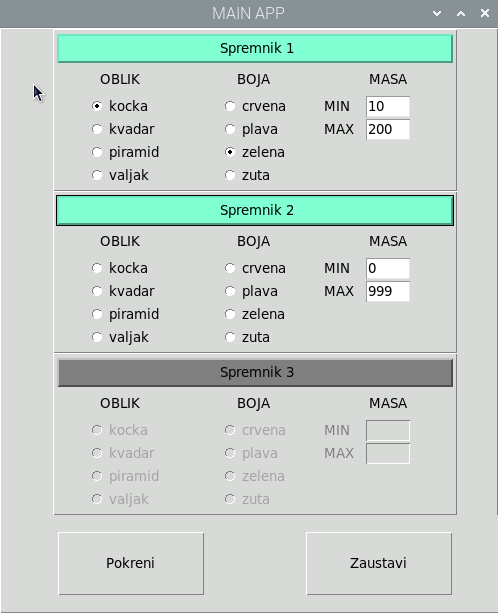 MAIN APP
Spremnik 1
OBLIK BOJA MASA
kocka crvena MIN 10
kvadar plava MAX 200
piramid zelena
valjak zuta
Spremnik 2
OBLIK BOJA MASA
kocka crvena MIN 0
kvadar plava MAX 999
piramid zelena
valjak zuta
Spremnik 3
OBLIK BOJA MASA
kocka crvena MIN
kvadar plava MAX
piramid zelena
valjak zuta
Pokreni Zaustavi